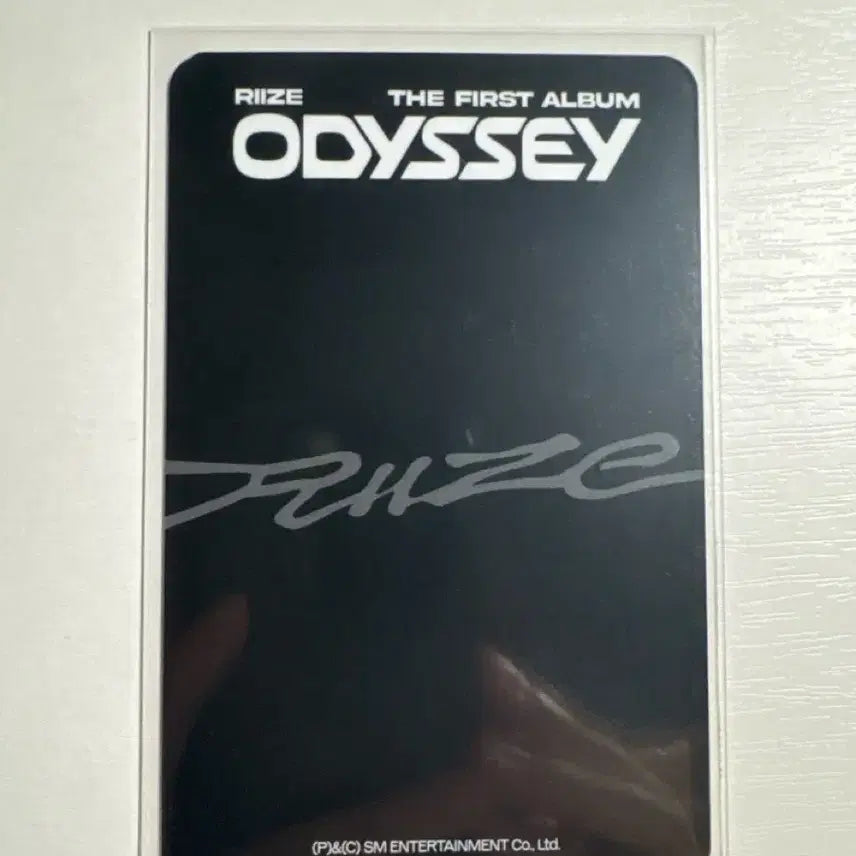 RIIZE THE FIRST ALBUM
ODYSSEY
RIIZE
(P)&(C) SM ENTERTAINMENT Co., Ltd.